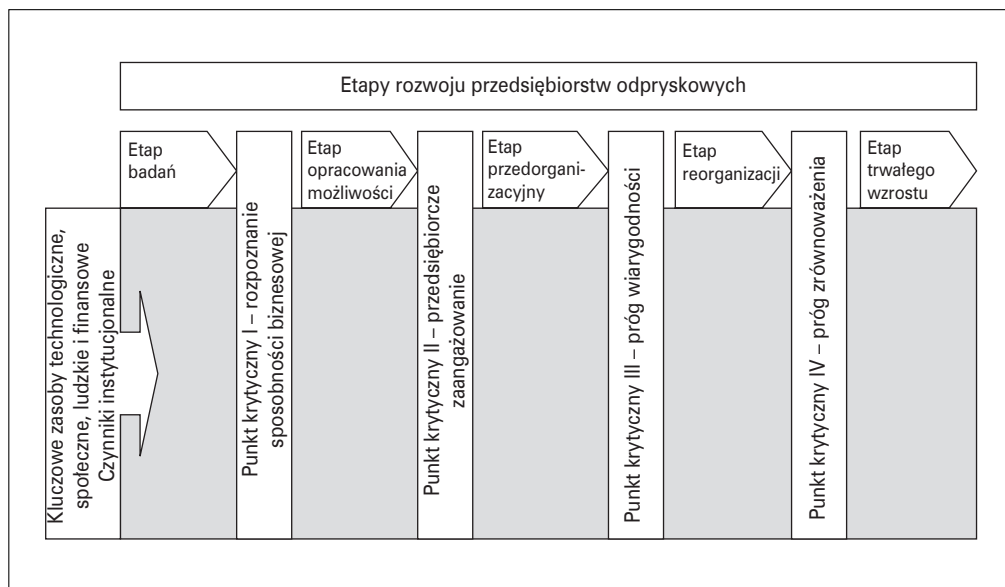 Etapy rozwoju przedsiębiorstw odpryskowych
Etap
badań
Etap
opracowania
możliwości
Etap
przedorgani-
zacyjny
Etap
reorganizacji
Etap
trwałego
wzrostu
Kluczowe zasoby technologiczne,
społeczne, ludzkie i finansowe
Czynniki instytucjonalne
Punkt krytyczny I – rozpoznanie
sposobności biznesowej
Punkt krytyczny II – przedsiębiorcze
zaangażowanie
Punkt krytyczny III – próg wiarygodności
Punkt krytyczny IV – próg zrównoważenia